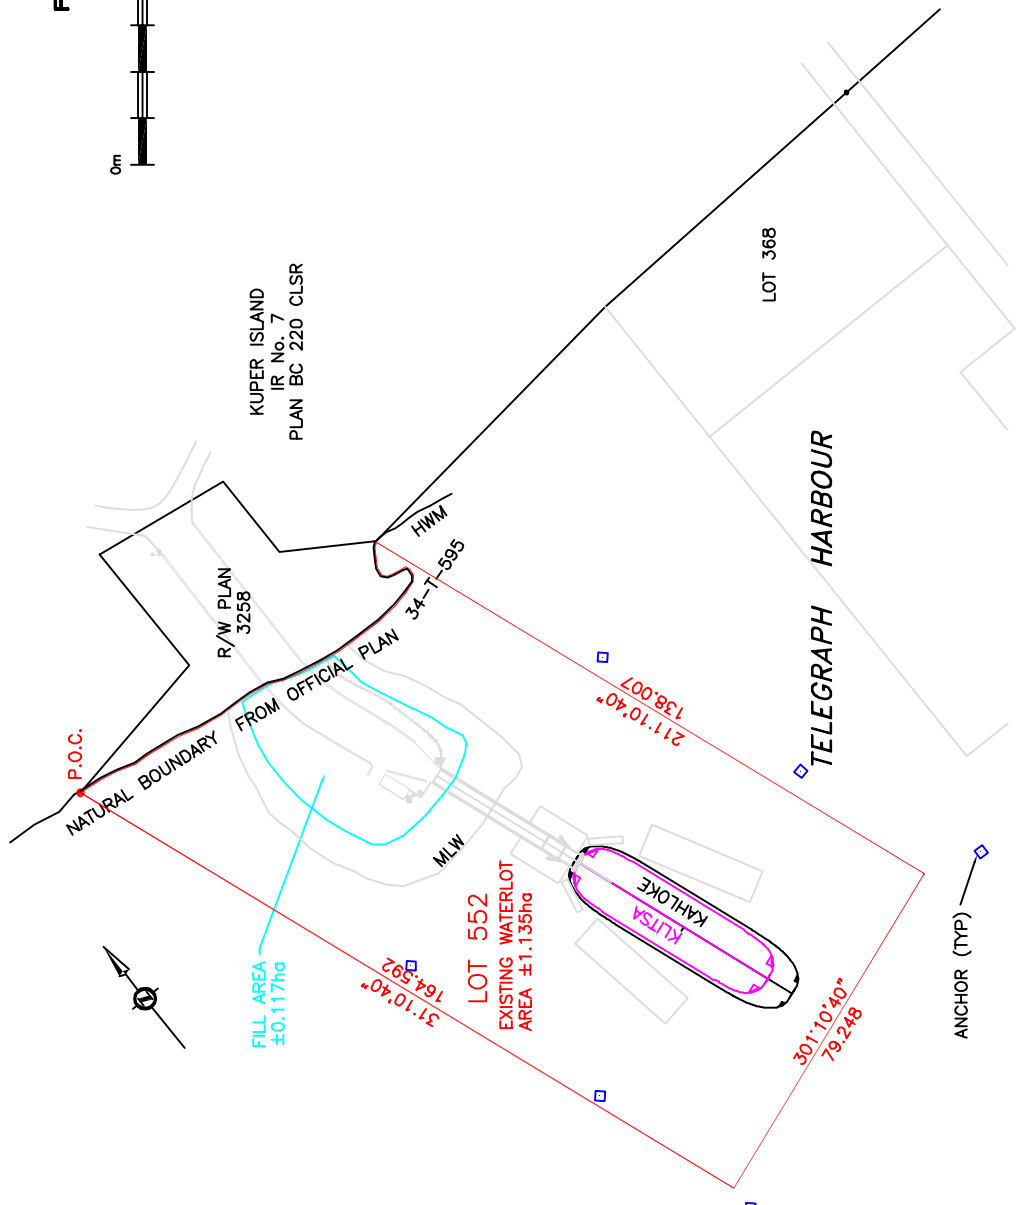 0m
KUPER ISLAND
IR No. 7
PLAN BC 220 CLSR
LOT 368
R/W PLAN
3258
HWM
34-T-595
NATURAL BOUNDARY FROM OFFICIAL PLAN
P.O.C.
TELEGRAPH HARBOUR
211°10'40"
138.007
MLW
FILL AREA
±0.117ha
31°10'40"
164.592
LOT 552
EXISTING WATERLOT
AREA ±1.135ha
KLITSA
KAHLOKE
301°10'40"
79.248
ANCHOR (TYP)
N